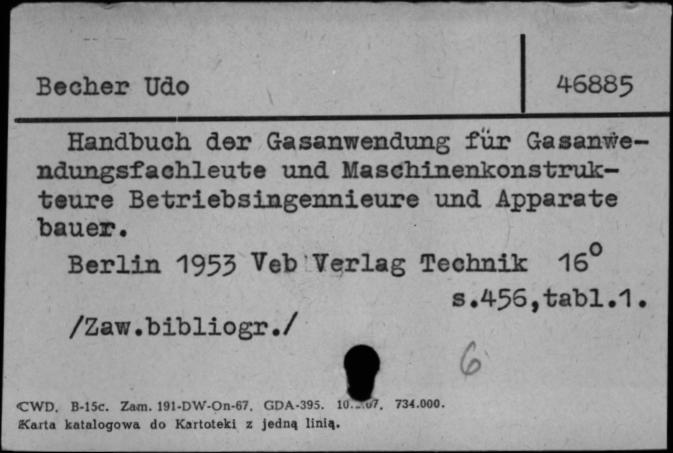 Becher Udo
46885
Handbuch der Gasanwendung für Gasanwe-
ndungsfachleute und Maschinenkonstruk-
teure Betriebsingennieure und Apparate
bauer.
Berlin 1953 Veb Verlag Technik 16°
s.456,tabl.1.
/Zaw.bibliogr./
6
CWD. B-15c. Zam. 191-DW-On-67. GDA-395. 734.000.
Karta katalogowa do Kartoteki z jedną linią.